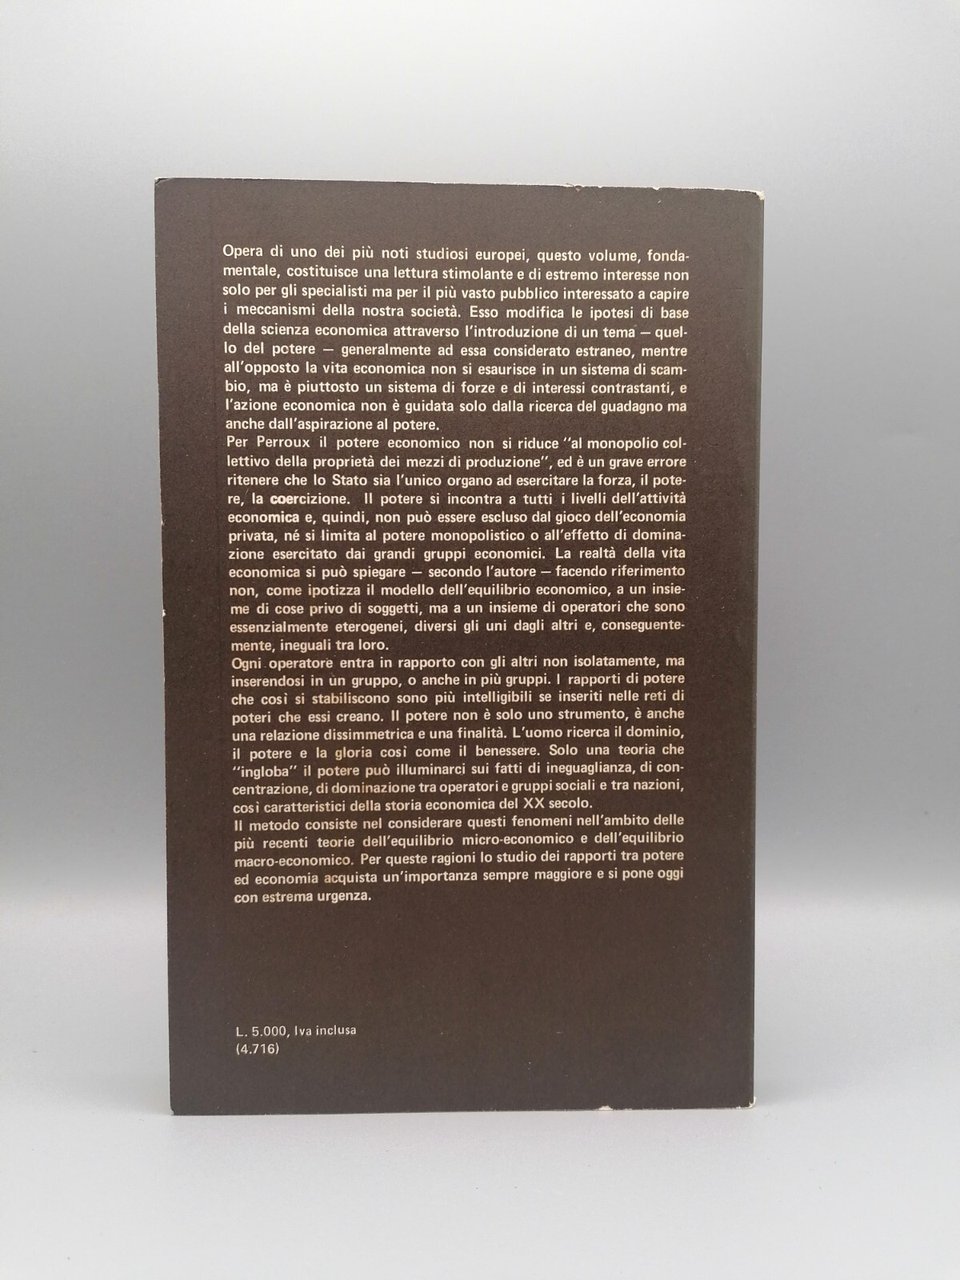 Opera di uno dei più noti studiosi europei, questo volume, fonda-
mentale, costituisce una lettura stimolante e di estremo interesse non
solo per gli specialisti ma per il più vasto pubblico interessato a capire
i meccanismi della nostra società. Esso modifica le ipotesi di base
della scienza economica attraverso l'introduzione di un tema — quel-
lo del potere — generalmente ad essa considerato estraneo, mentre
all'opposto la vita economica non si esaurisce in un sistema di scam-
bio, ma è piuttosto un sistema di forze e di interessi contrastanti, e
l'azione economica non è guidata solo dalla ricerca del guadagno ma
anche dall'aspirazione al potere.
Per Perroux il potere economico non si riduce "al monopolio col-
lettivo della proprietà dei mezzi di produzione", ed è un grave errore
ritenere che lo Stato sia l'unico organo ad esercitare la forza, il pote-
re, la coercizione. Il potere si incontra a tutti i livelli dell'attività
economica e, quindi, non può essere escluso dal gioco dell'economia
privata, né si limita al potere monopolistico o all'effetto di domina-
zione esercitato dai grandi gruppi economici. La realtà della vita
economica si può spiegare — secondo l'autore — facendo riferimento
non, come ipotizza il modello dell'equilibrio economico, a un insie-
me di cose privo di soggetti, ma a un insieme di operatori che sono
essenzialmente eterogenei, diversi gli uni dagli altri e, conseguente-
mente, ineguali tra loro.
Ogni operatore entra in rapporto con gli altri non isolatamente, ma
inserendosi in un gruppo, o anche in più gruppi. I rapporti di potere
che così si stabiliscono sono più intelligibili se inseriti nelle reti di
poteri che essi creano. Il potere non è solo uno strumento, è anche
una relazione dissimmetrica e una finalità. L'uomo ricerca il dominio,
il potere e la gloria così come il benessere. Solo una teoria che
"ingloba" il potere può illuminarci sui fatti di ineguaglianza, di con-
centrazione, di dominazione tra operatori e gruppi sociali e tra nazioni,
così caratteristici della storia economica del XX secolo.
Il metodo consiste nel considerare questi fenomeni nell'ambito delle
più recenti teorie dell'equilibrio micro-economico e dell'equilibrio
macro-economico. Per queste ragioni lo studio dei rapporti tra potere
ed economia acquista un'importanza sempre maggiore e si pone oggi
con estrema urgenza.
L. 5.000, Iva inclusa
(4.716)